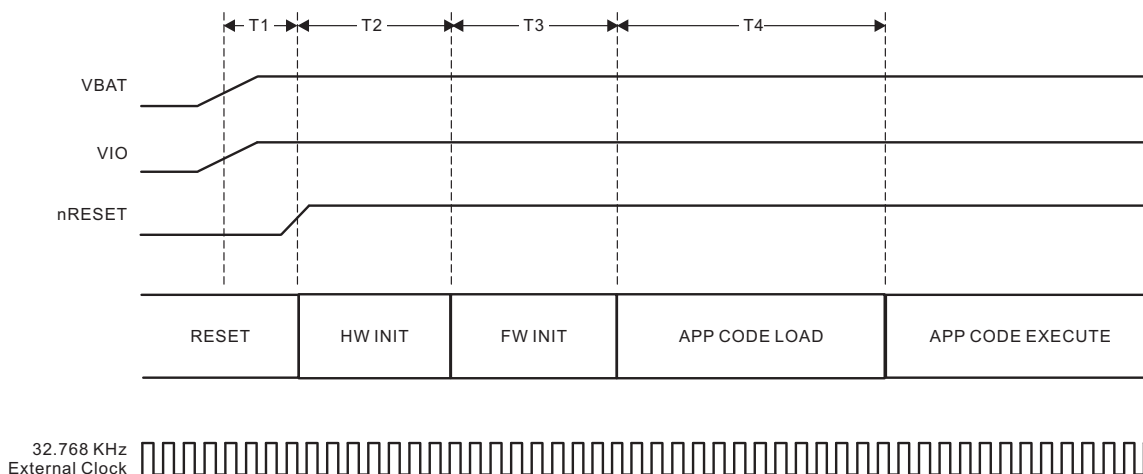 T1
T2
T3
T4
VBAT
VIO
nRESET
RESET
HW INIT
FW INIT
APP CODE LOAD
APP CODE EXECUTE
32.768 KHz
External Clock